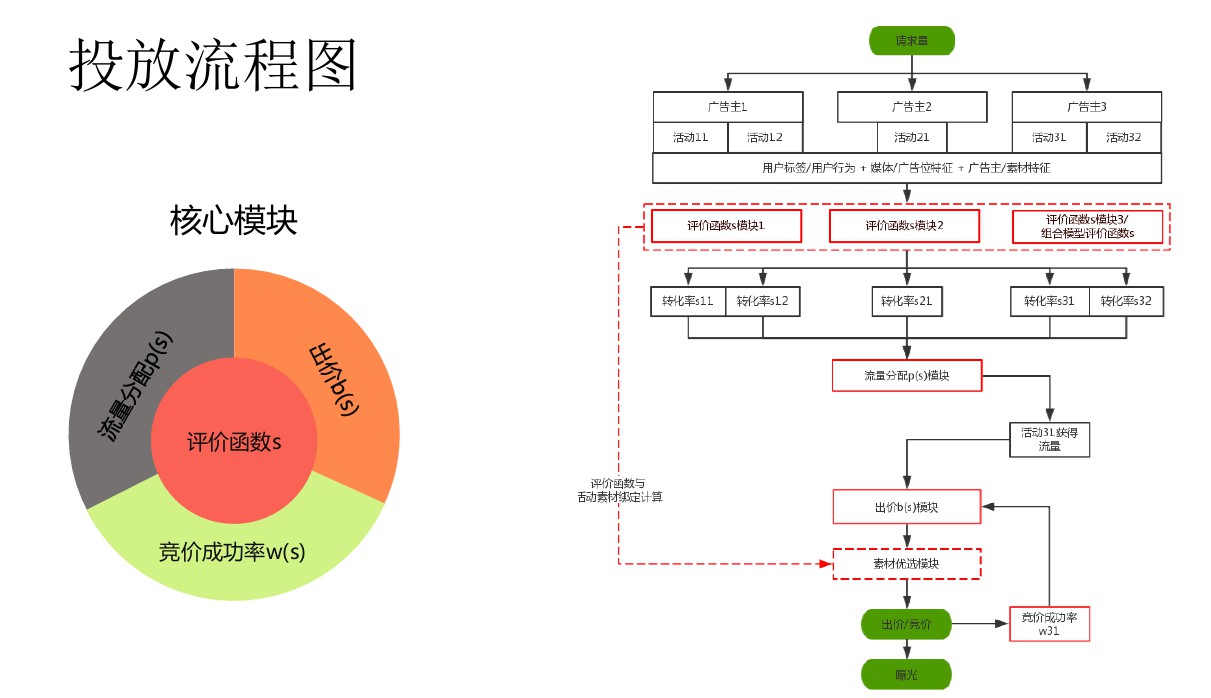 投放流程图
核心模块
流量分配p(s)
出价b(s)
评价函数s
竞价成功率w(s)
请求量
广告主1
广告主2
广告主3
活动11
活动12
活动21
活动31
活动32
用户标签/用户行为 + 媒体/广告位特征 + 广告主/素材特征
评价函数s模块1
评价函数s模块2
评价函数s模块3/
组合模型评价函数s
转化率s11
转化率s12
转化率s21
转化率s31
转化率s32
流量分配p(s)模块
活动31获得
流量
评价函数与
活动素材绑定计算
出价b(s)模块
素材优选模块
出价/竞价
竞价成功率
w31
曝光